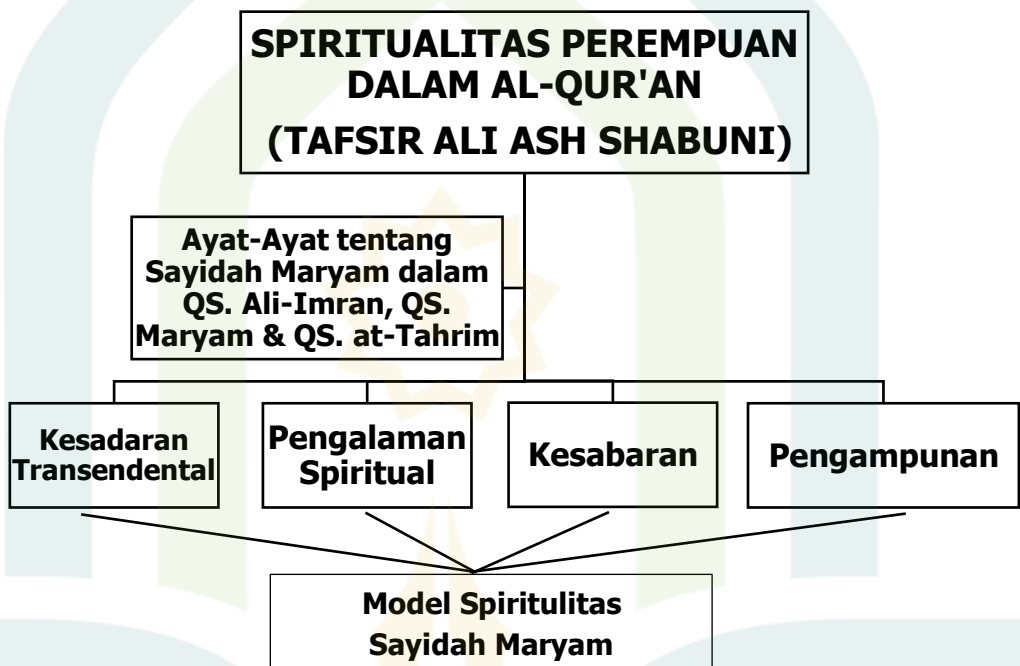 SPIRITUALITAS PEREMPUAN
DALAM AL-QUR'AN
(TAFSIR ALI ASH SHABUNI)
Ayat-Ayat tentang
Sayidah Maryam dalam
QS. Ali-Imran, QS.
Maryam & QS. at-Tahrim
Kesadaran
Transendental
Pengalaman
Spiritual
Kesabaran
Pengampunan
Model Spiritulitas
Sayidah Maryam